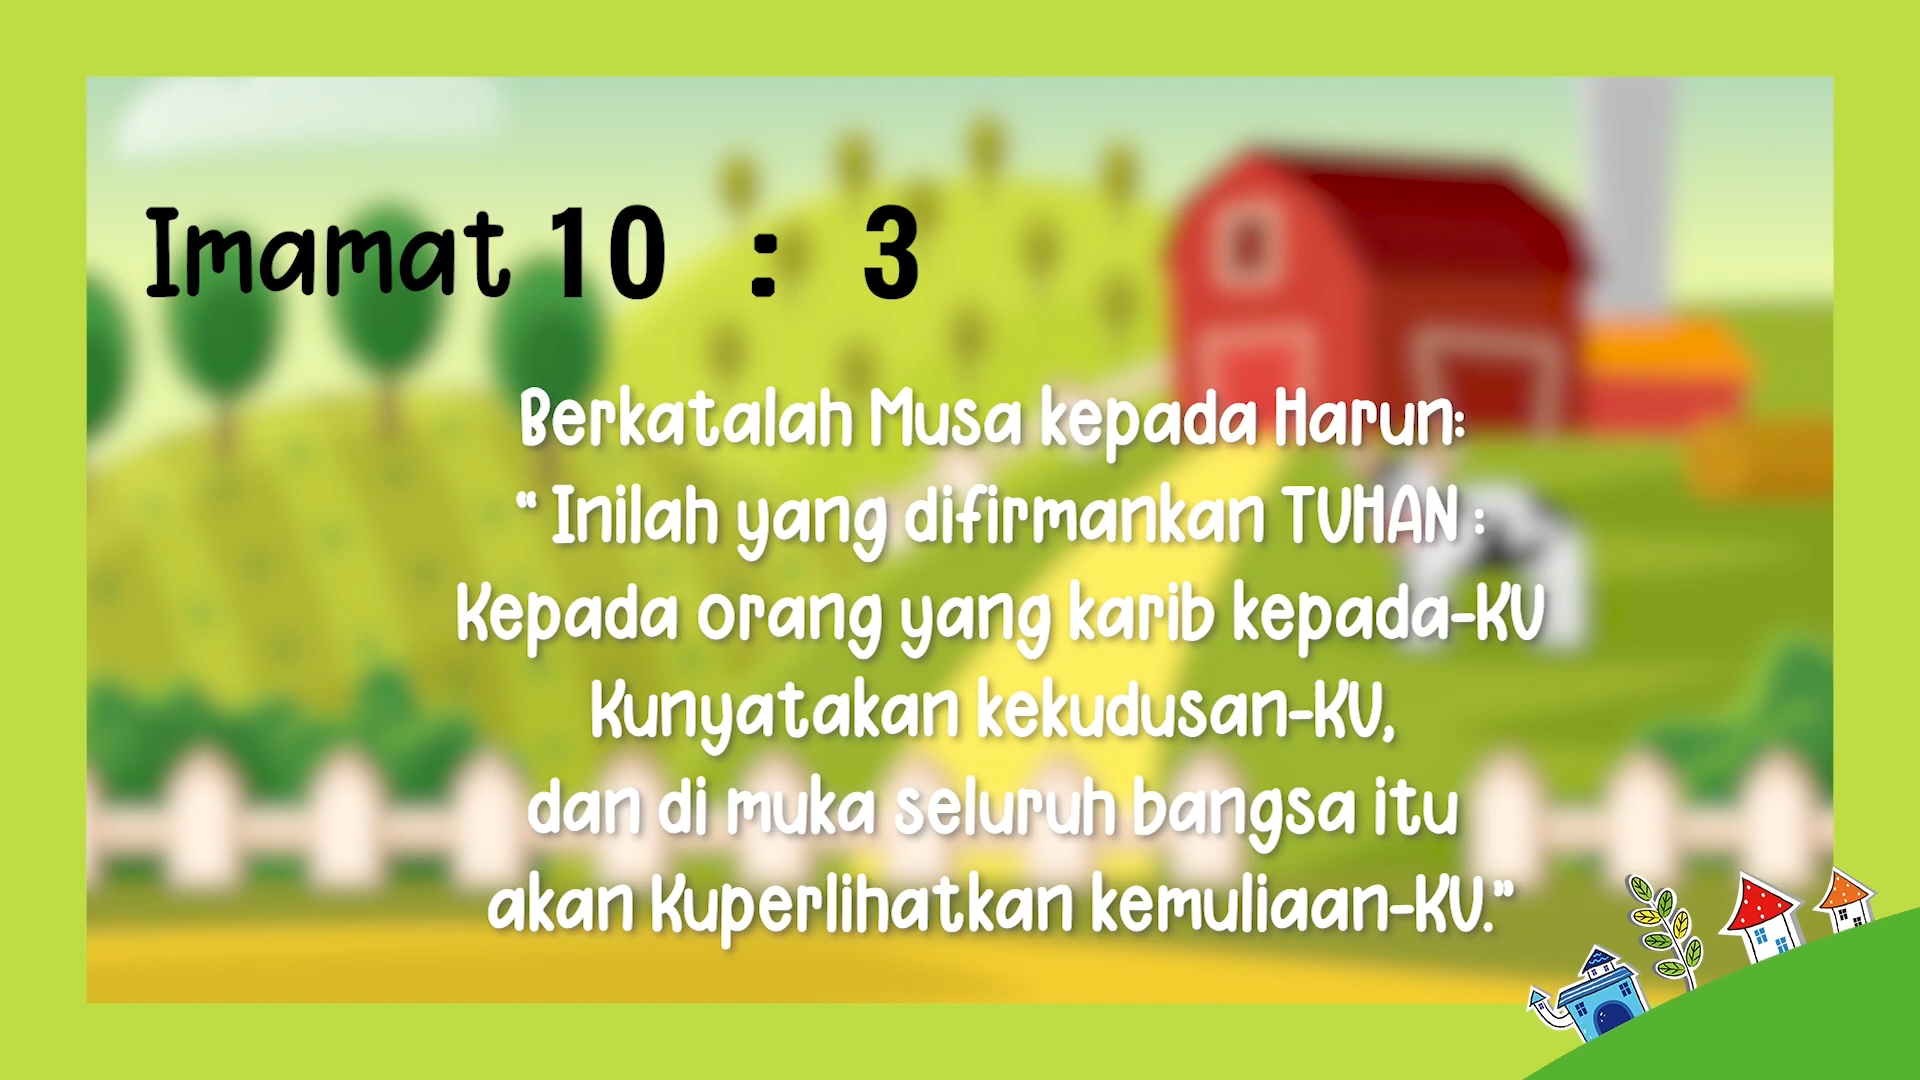 Imamat 10 : 3
Berkatalah Musa kepada Harun:
“ Inilah yang difirmankan TUHAN :
Kepada orang yang karib kepada-KU
Kunyatakan kekudusan-KU,
dan di muka seluruh bangsa itu
akan Kuperlihatkan kemuliaan-KU.”